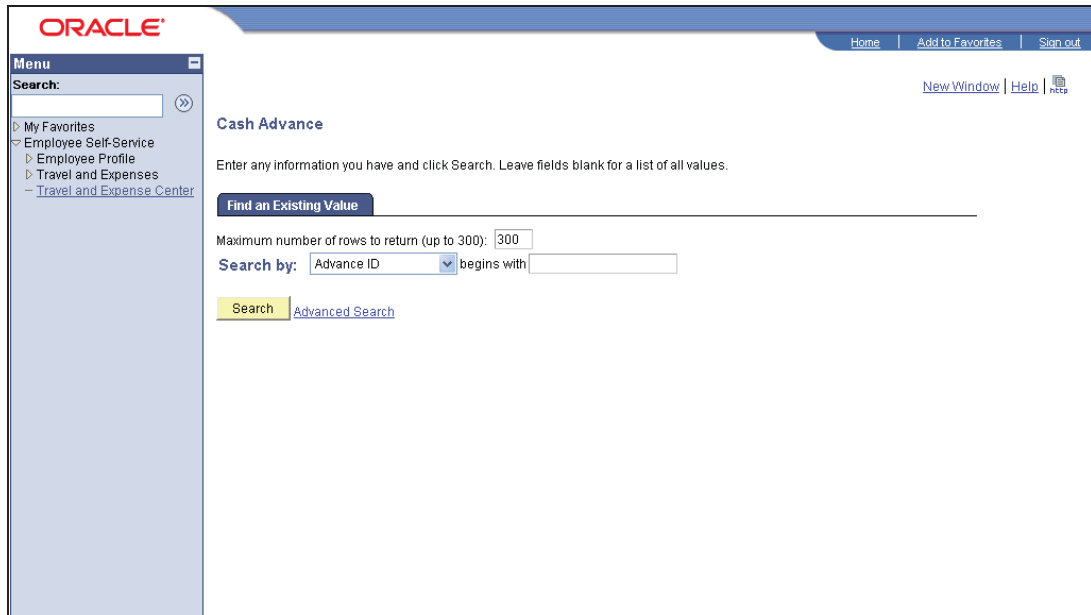 ORACLE
Home | Add to Favorites | Sign out
Menu
Search:
My Favorites
Employee Self-Service
Employee Profile
Travel and Expenses
Travel and Expense Center
New Window | Help | http
Cash Advance
Enter any information you have and click Search. Leave fields blank for a list of all values.
Find an Existing Value
Maximum number of rows to return (up to 300): 300
Search by: Advance ID begins with
Search Advanced Search